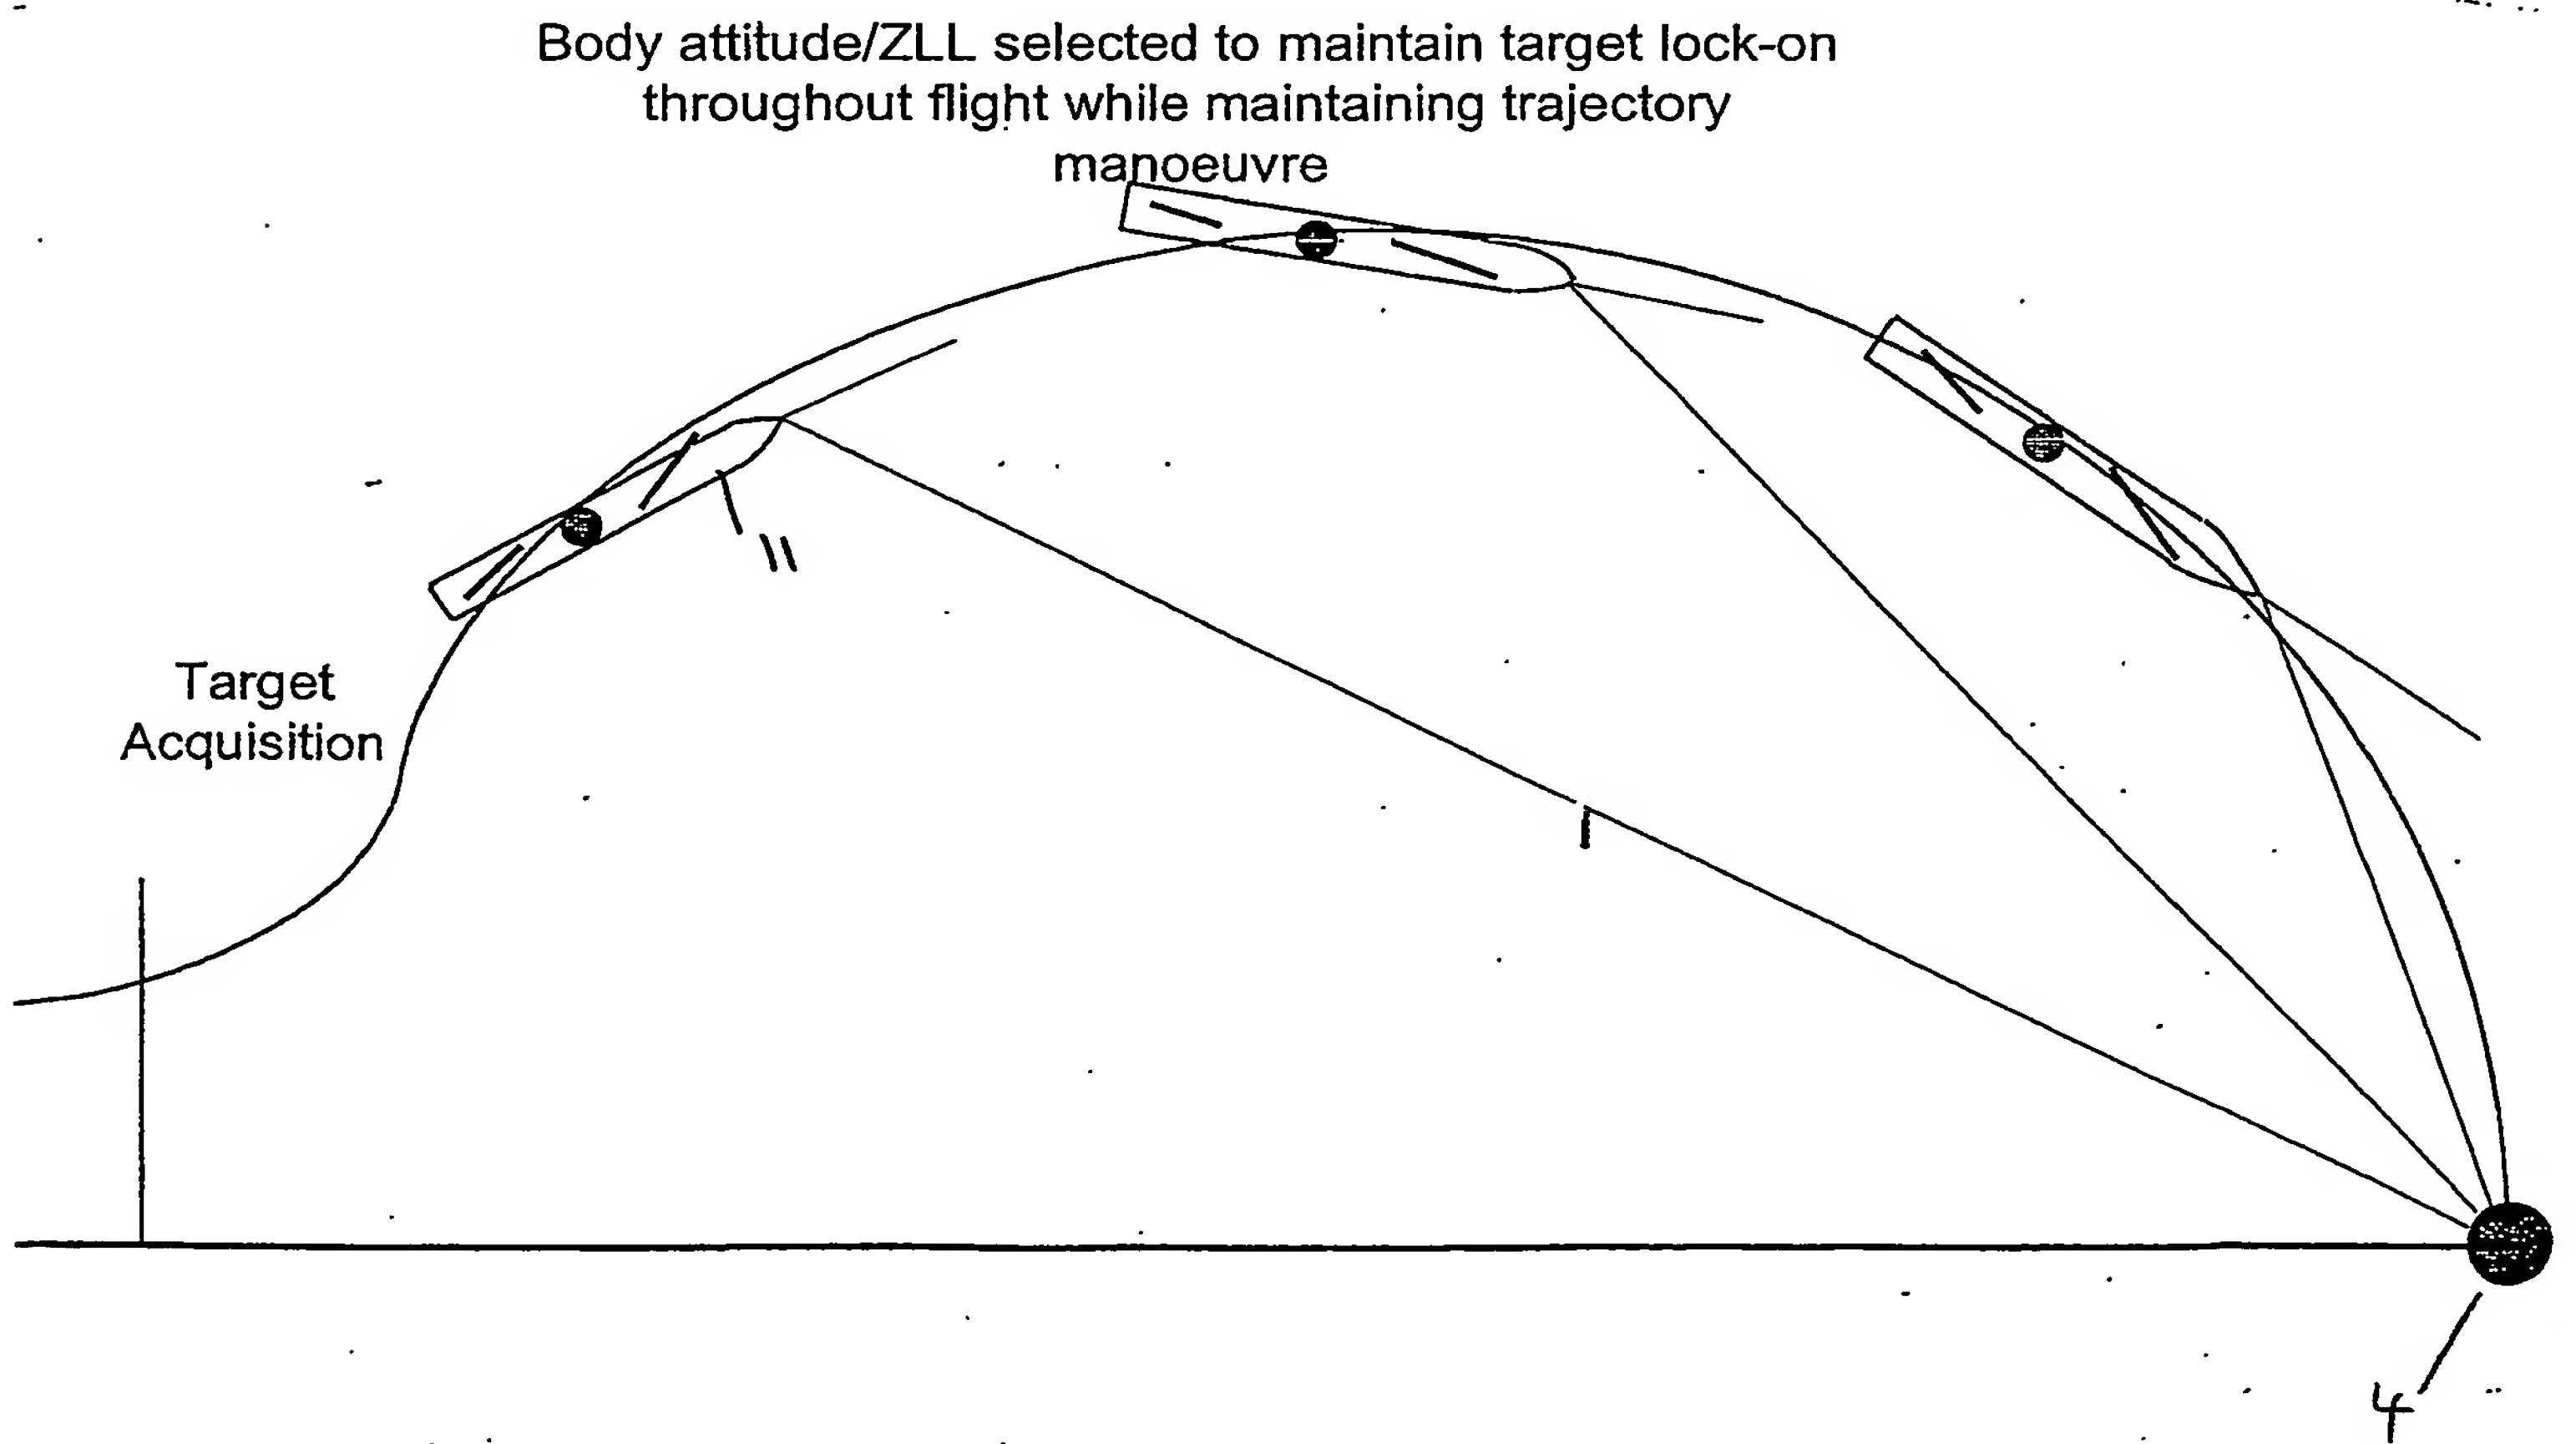 Body attitude/ZLL selected to maintain target lock-on
throughout flight while maintaining trajectory
manoeuvre
11
Target
Acquisition
1
4